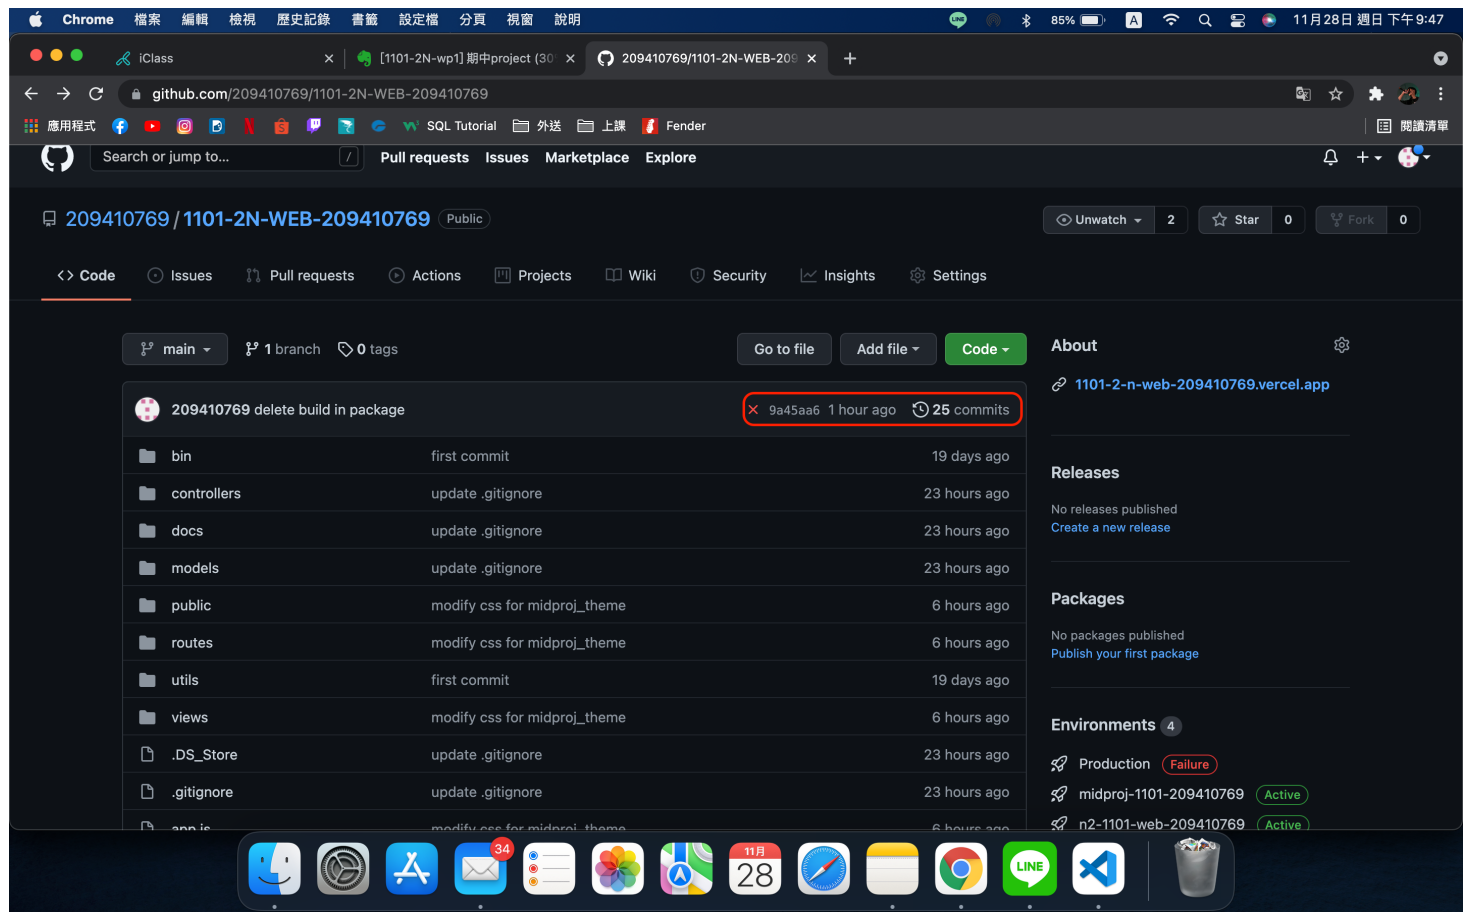 Chrome 檔案 編輯 檢視 歷史記錄 書籤 設定檔 分頁 視窗 說明 LINE 85% A 11月28日 週日 下午9:47
iClass [1101-2N-wp1] 期中project (30 209410769/1101-2N-WEB-209
github.com/209410769/1101-2N-WEB-209410769
應用程式 SQL Tutorial 外送 上課 Fender 閱讀清單
Search or jump to... / Pull requests Issues Marketplace Explore
209410769 / 1101-2N-WEB-209410769 Public Unwatch 2 Star 0 Fork 0
<> Code Issues Pull requests Actions Projects Wiki Security Insights Settings
main 1 branch 0 tags Go to file Add file Code
209410769 delete build in package 9a45aa6 1 hour ago 25 commits
bin first commit 19 days ago
controllers update .gitignore 23 hours ago
docs update .gitignore 23 hours ago
models update .gitignore 23 hours ago
public modify css for midproj_theme 6 hours ago
routes modify css for midproj_theme 6 hours ago
utils first commit 19 days ago
views modify css for midproj_theme 6 hours ago
.DS_Store update .gitignore 23 hours ago
.gitignore update .gitignore 23 hours ago
app.js modify css for midproj_theme 6 hours ago
About
1101-2-n-web-209410769.vercel.app
Releases
No releases published
Create a new release
Packages
No packages published
Publish your first package
Environments 4
Production Failure
midproj-1101-209410769 Active
n2-1101-web-209410769 Active
34
11月
28
LINE